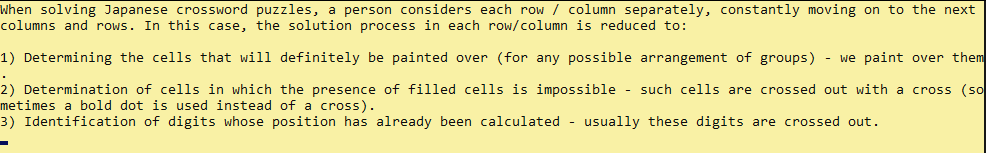 When solving Japanese crossword puzzles, a person considers each row / column separately, constantly moving on to the next
columns and rows. In this case, the solution process in each row/column is reduced to:
1) Determining the cells that will definitely be painted over (for any possible arrangement of groups) - we paint over them
.
2) Determination of cells in which the presence of filled cells is impossible - such cells are crossed out with a cross (so
metimes a bold dot is used instead of a cross).
3) Identification of digits whose position has already been calculated - usually these digits are crossed out.